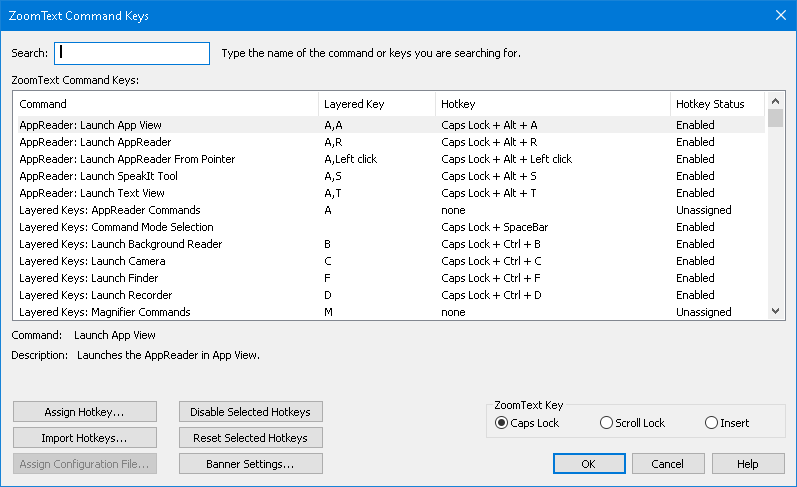 ZoomText Command Keys
Search: Type the name of the command or keys you are searching for.
ZoomText Command Keys:
Command Layered Key Hotkey Hotkey Status
AppReader: Launch App View A,A Caps Lock + Alt + A Enabled
AppReader: Launch AppReader A,R Caps Lock + Alt + R Enabled
AppReader: Launch AppReader From Pointer A,Left click Caps Lock + Alt + Left click Enabled
AppReader: Launch SpeakIt Tool A,S Caps Lock + Alt + S Enabled
AppReader: Launch Text View A,T Caps Lock + Alt + T Enabled
Layered Keys: AppReader Commands A none Unassigned
Layered Keys: Command Mode Selection Caps Lock + SpaceBar Enabled
Layered Keys: Launch Background Reader B Caps Lock + Ctrl + B Enabled
Layered Keys: Launch Camera C Caps Lock + Ctrl + C Enabled
Layered Keys: Launch Finder F Caps Lock + Ctrl + F Enabled
Layered Keys: Launch Recorder D Caps Lock + Ctrl + D Enabled
Layered Keys: Magnifier Commands M none Unassigned
Command: Launch App View
Description: Launches the AppReader in App View.
Assign Hotkey... Disable Selected Hotkeys
Import Hotkeys... Reset Selected Hotkeys
Assign Configuration File... Banner Settings...
ZoomText Key
Caps Lock Scroll Lock Insert
OK Cancel Help